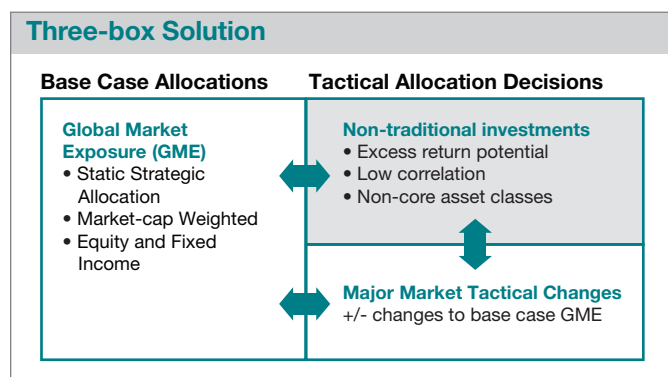 Three-box Solution
Base Case Allocations
Tactical Allocation Decisions
Global Market
Exposure (GME)
• Static Strategic
Allocation
• Market-cap Weighted
• Equity and Fixed
Income
Non-traditional investments
• Excess return potential
• Low correlation
• Non-core asset classes
Major Market Tactical Changes
+/- changes to base case GME